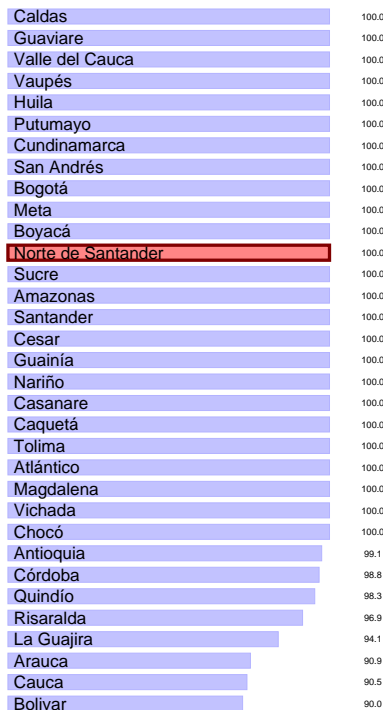 Caldas 100.0
Guaviare 100.0
Valle del Cauca 100.0
Vaupés 100.0
Huila 100.0
Putumayo 100.0
Cundinamarca 100.0
San Andrés 100.0
Bogotá 100.0
Meta 100.0
Boyacá 100.0
Norte de Santander 100.0
Sucre 100.0
Amazonas 100.0
Santander 100.0
Cesar 100.0
Guainía 100.0
Nariño 100.0
Casanare 100.0
Caquetá 100.0
Tolima 100.0
Atlántico 100.0
Magdalena 100.0
Vichada 100.0
Chocó 100.0
Antioquia 99.1
Córdoba 98.8
Quindío 98.3
Risaralda 96.9
La Guajira 94.1
Arauca 90.9
Cauca 90.5
Bolivar 90.0